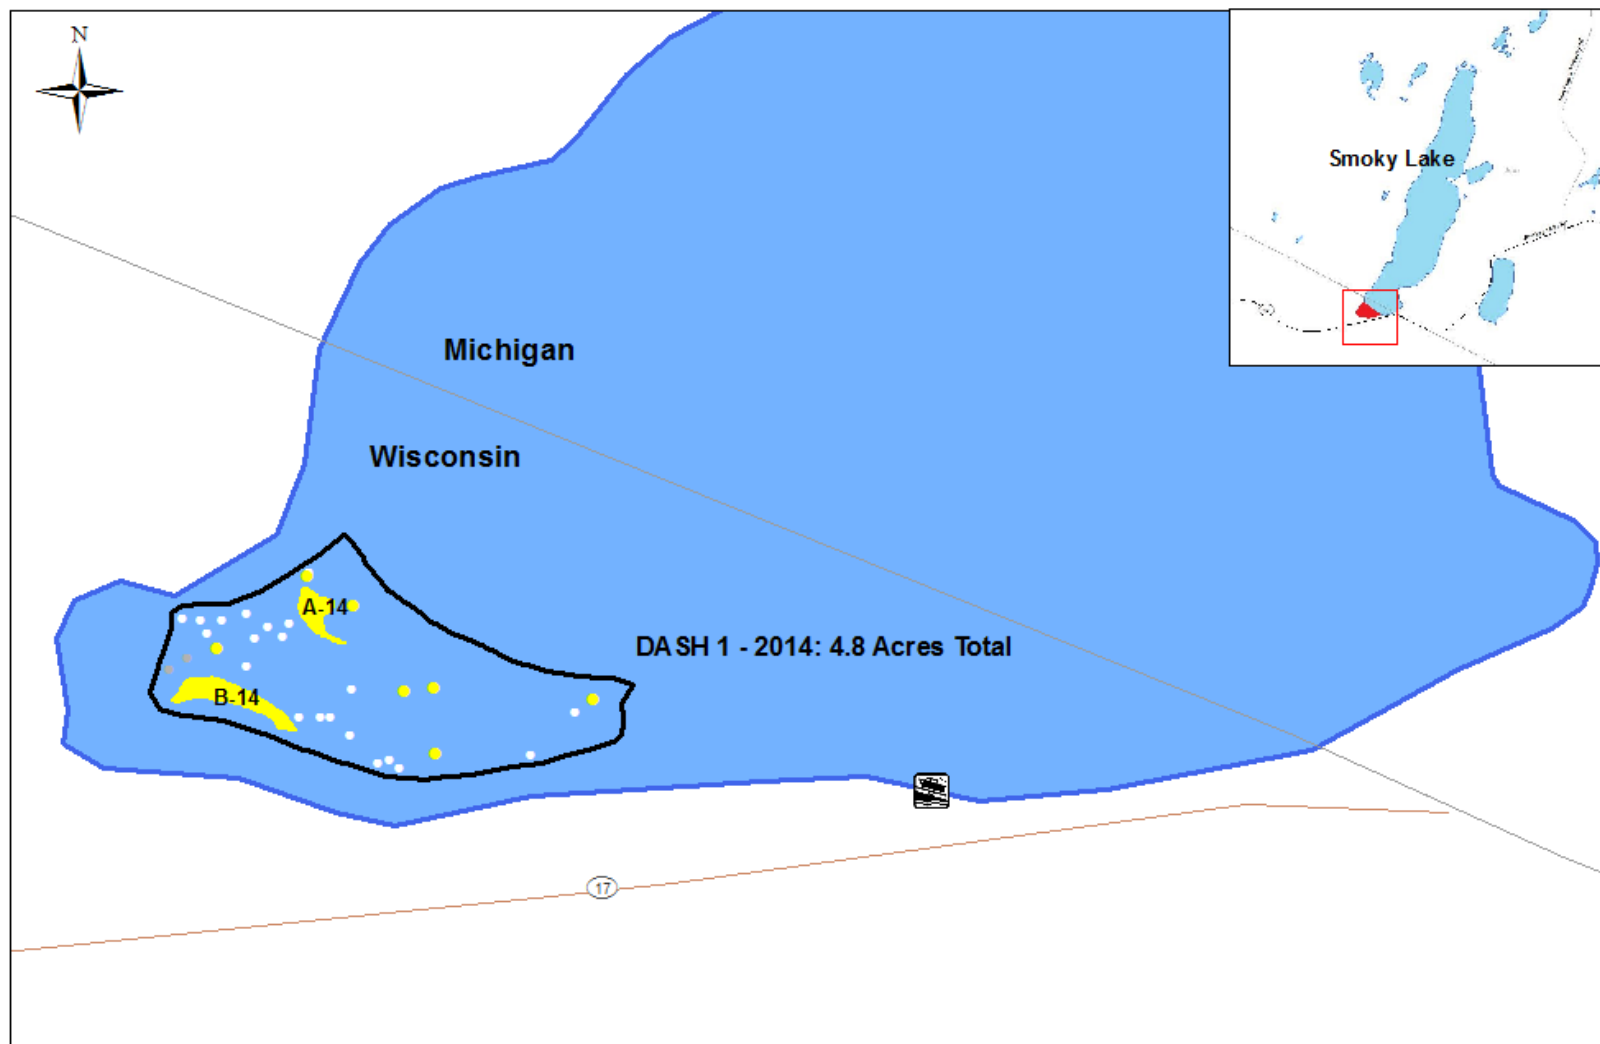 N
Smoky Lake
Michigan
Wisconsin
A-14
DASH 1 - 2014: 4.8 Acres Total
B-14
17